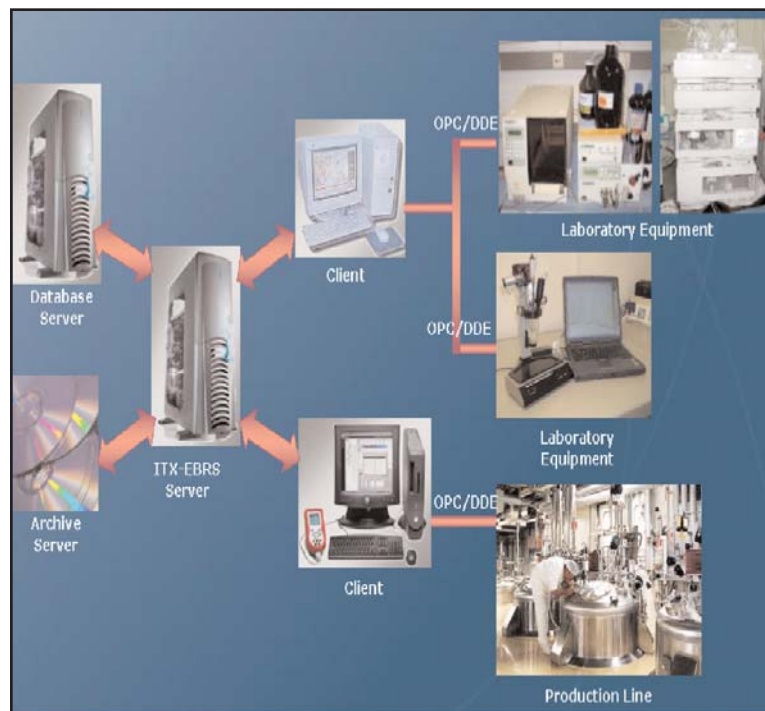 OPC/DDE
Laboratory Equipment
Client
Database
Server
OPC/DDE
Laboratory
Equipment
ITX-EBRS
Server
OPC/DDE
Archive
Server
Client
Production Line